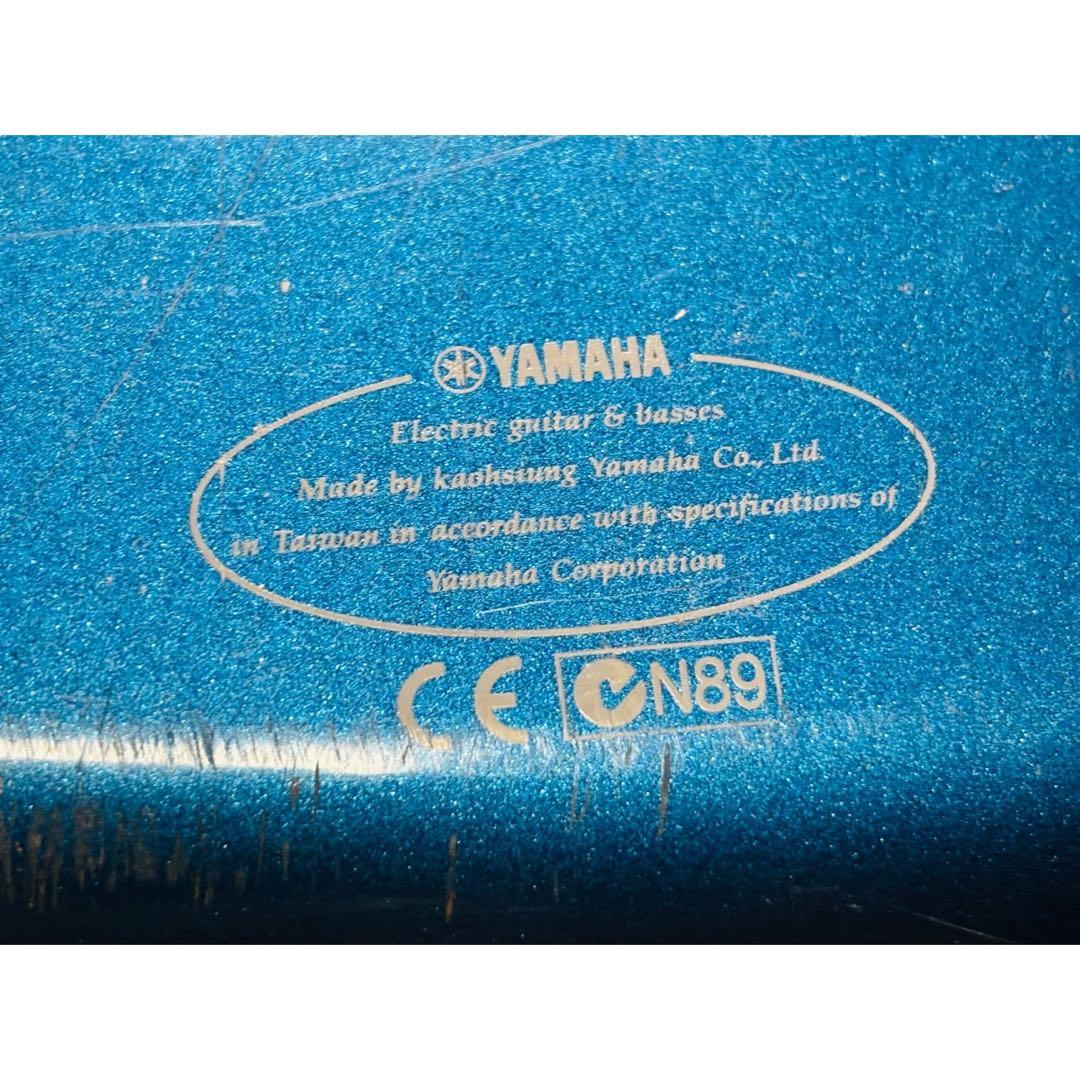 YAMAHA
Electric guitar & basses
Made by kaohsiung Yamaha Co., Ltd.
in Taiwan in accordance with specifications of
Yamaha Corporation
CE N89